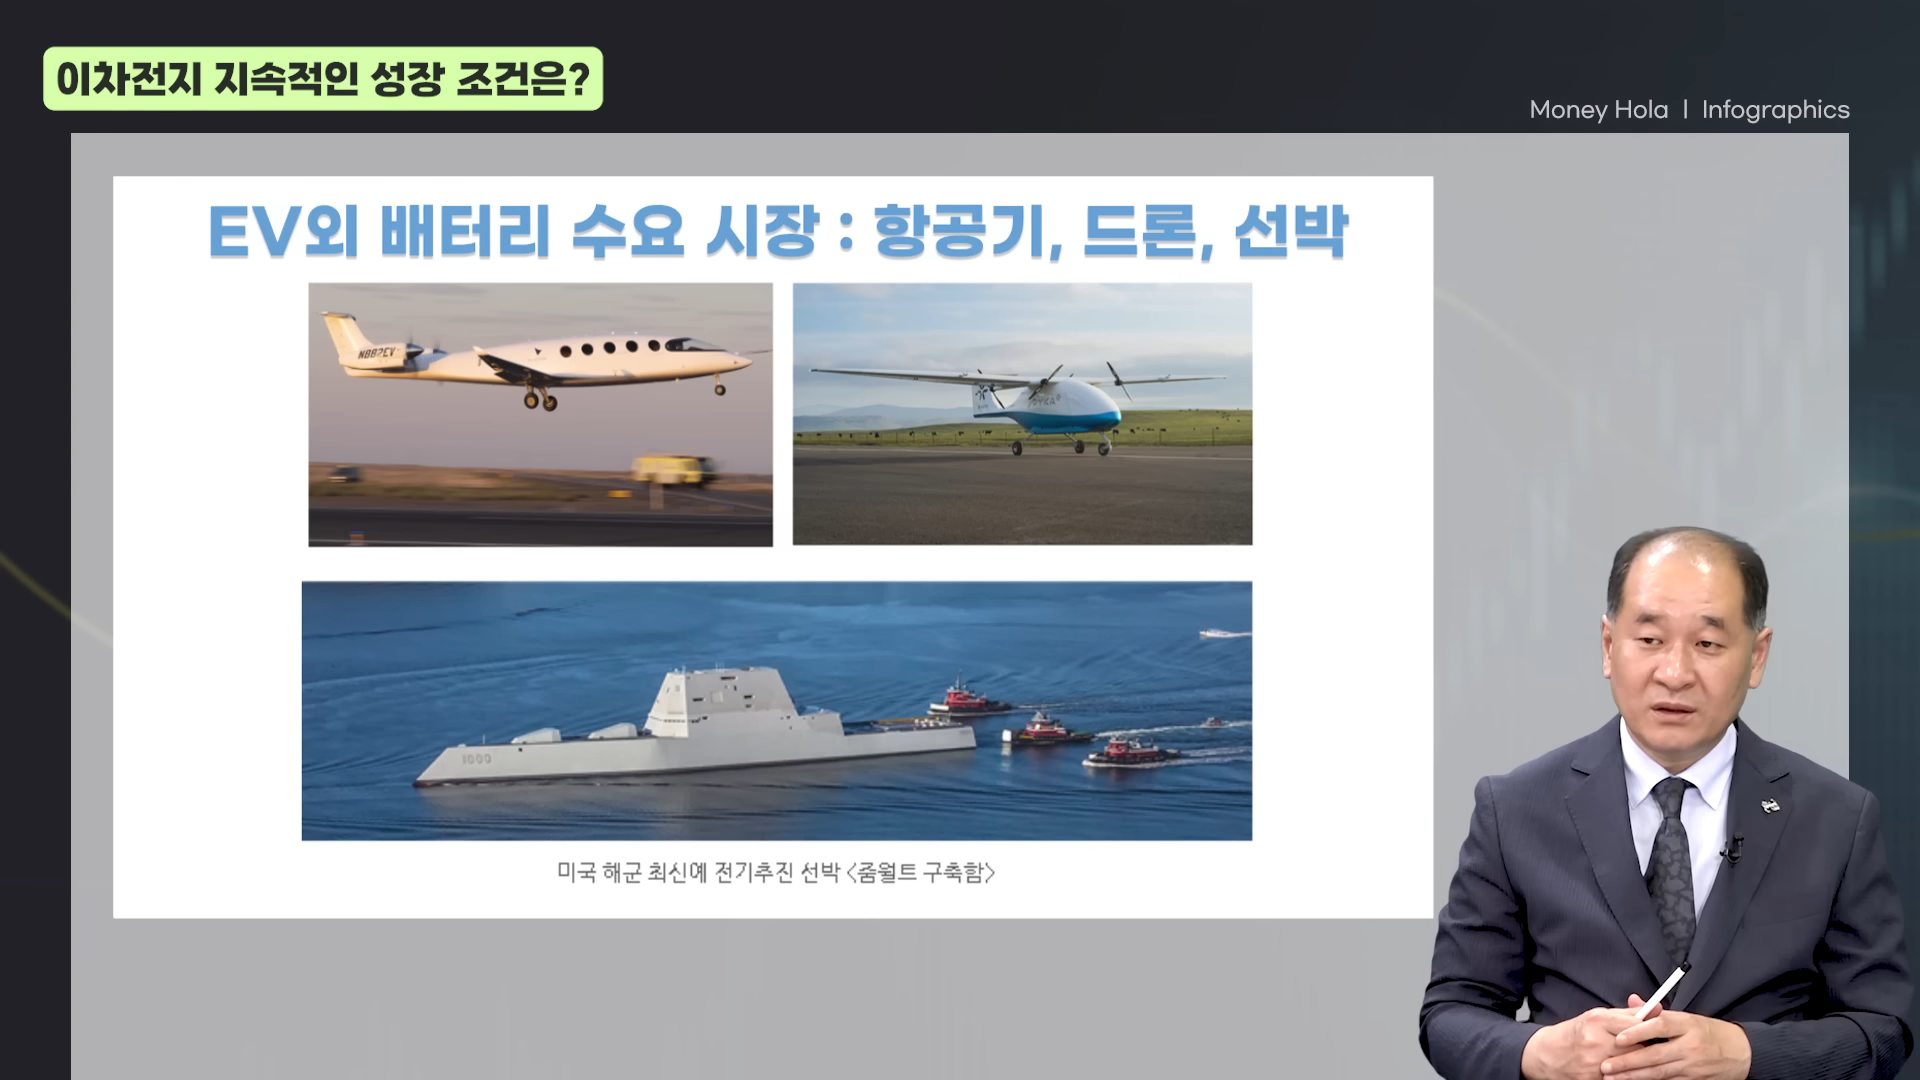 이차전지 지속적인 성장 조건은?
Money Hola | Infographics
EV외 배터리 수요 시장 : 항공기, 드론, 선박
N882EV
PYKA
1000
미국 해군 최신예 전기추진 선박 <줌월트 구축함>